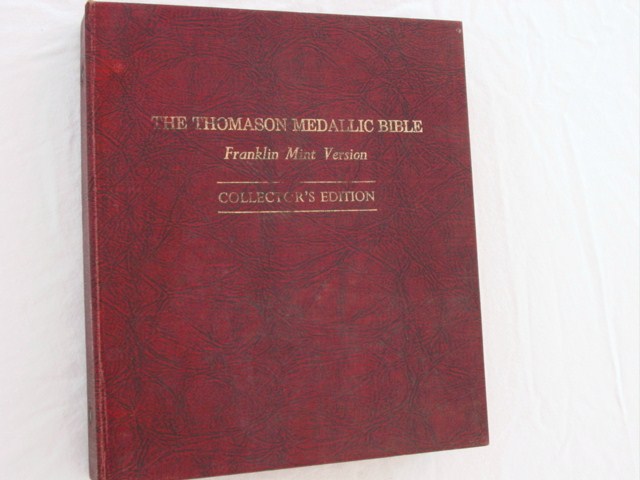 THE THOMASON MEDALLIC BIBLE
Franklin Mint Version
COLLECTOR'S EDITION